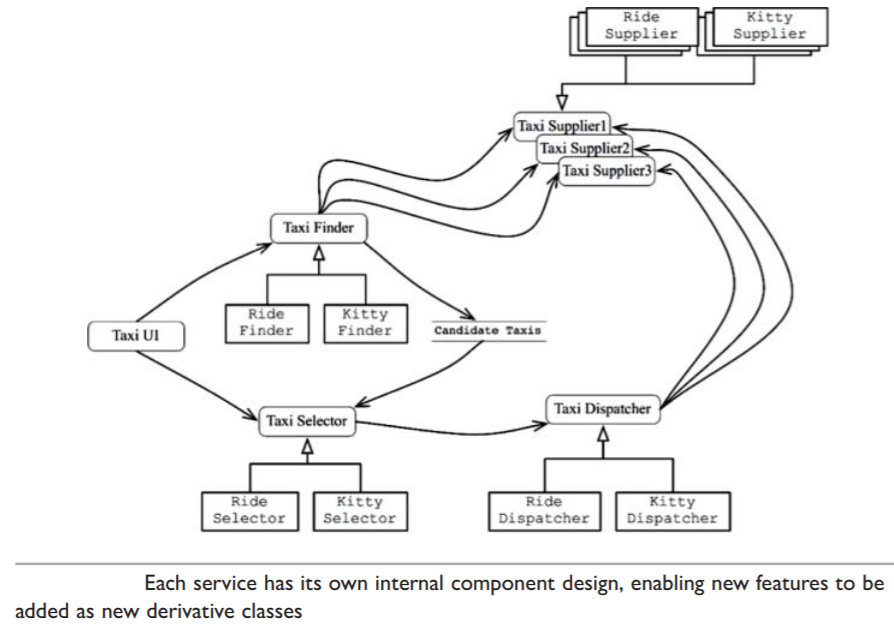 Ride
Supplier
Kitty
Supplier
Taxi Supplier1
Taxi Supplier2
Taxi Supplier3
Taxi Finder
Ride
Finder
Kitty
Finder
Taxi UI
Candidate Taxis
Taxi Selector
Taxi Dispatcher
Ride
Selector
Kitty
Selector
Ride
Dispatcher
Kitty
Dispatcher
Each service has its own internal component design, enabling new features to be
added as new derivative classes